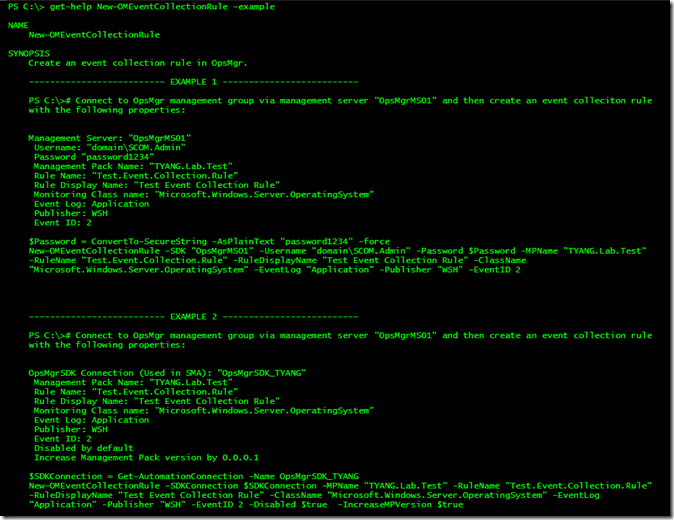 PS C:\> get-help New-OMEventCollectionRule -example
NAME
New-OMEventCollectionRule
SYNOPSIS
Create an event collection rule in OpsMgr.
-------------------------- EXAMPLE 1 --------------------------
PS C:\># Connect to OpsMgr management group via management server "OpsMgrMS01" and then create an event colleciton rule
with the following properties:
Management Server: "OpsMgrMS01"
Username: "domain\SCOM.Admin"
Password "password1234"
Management Pack Name: "TYANG.Lab.Test"
Rule Name: "Test.Event.Collection.Rule"
Rule Display Name: "Test Event Collection Rule"
Monitoring Class name: "Microsoft.Windows.Server.OperatingSystem"
Event Log: Application
Publisher: WSH
Event ID: 2
$Password = ConvertTo-SecureString -AsPlainText "password1234" -force
New-OMEventCollectionRule -SDK "OpsMgrMS01" -Username "domain\SCOM.Admin" -Password $Password -MPName "TYANG.Lab.Test"
-RuleName "Test.Event.Collection.Rule" -RuleDisplayName "Test Event Collection Rule" -ClassName
"Microsoft.Windows.Server.OperatingSystem" -EventLog "Application" -Publisher "WSH" -EventID 2
-------------------------- EXAMPLE 2 --------------------------
PS C:\># Connect to OpsMgr management group via management server "OpsMgrMS01" and then create an event collection rule
with the following properties:
OpsMgrSDK Connection (Used in SMA): "OpsMgrSDK_TYANG"
Management Pack Name: "TYANG.Lab.Test"
Rule Name: "Test.Event.Collection.Rule"
Rule Display Name: "Test Event Collection Rule"
Monitoring Class name: "Microsoft.Windows.Server.OperatingSystem"
Event Log: Application
Publisher: WSH
Event ID: 2
Disabled by default
Increase Management Pack version by 0.0.0.1
$SDKConnection = Get-AutomationConnection -Name OpsMgrSDK_TYANG
New-OMEventCollectionRule -SDKConnection $SDKConnection -MPName "TYANG.Lab.Test" -RuleName "Test.Event.Collection.Rule"
-RuleDisplayName "Test Event Collection Rule" -ClassName "Microsoft.Windows.Server.OperatingSystem" -EventLog
"Application" -Publisher "WSH" -EventID 2 -Disabled $true -IncreaseMPVersion $true